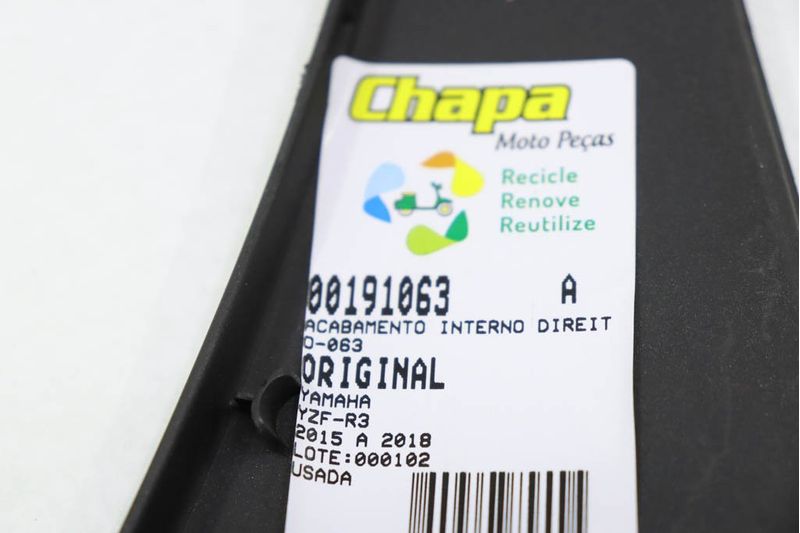 Chapa
Moto Peças
Recicle
Renove
Reutilize
00191063 A
ACABAMENTO INTERNO DIREIT
O-063
ORIGINAL
YAMAHA
YZF-R3
2015 A 2018
LOTE:000102
USADA